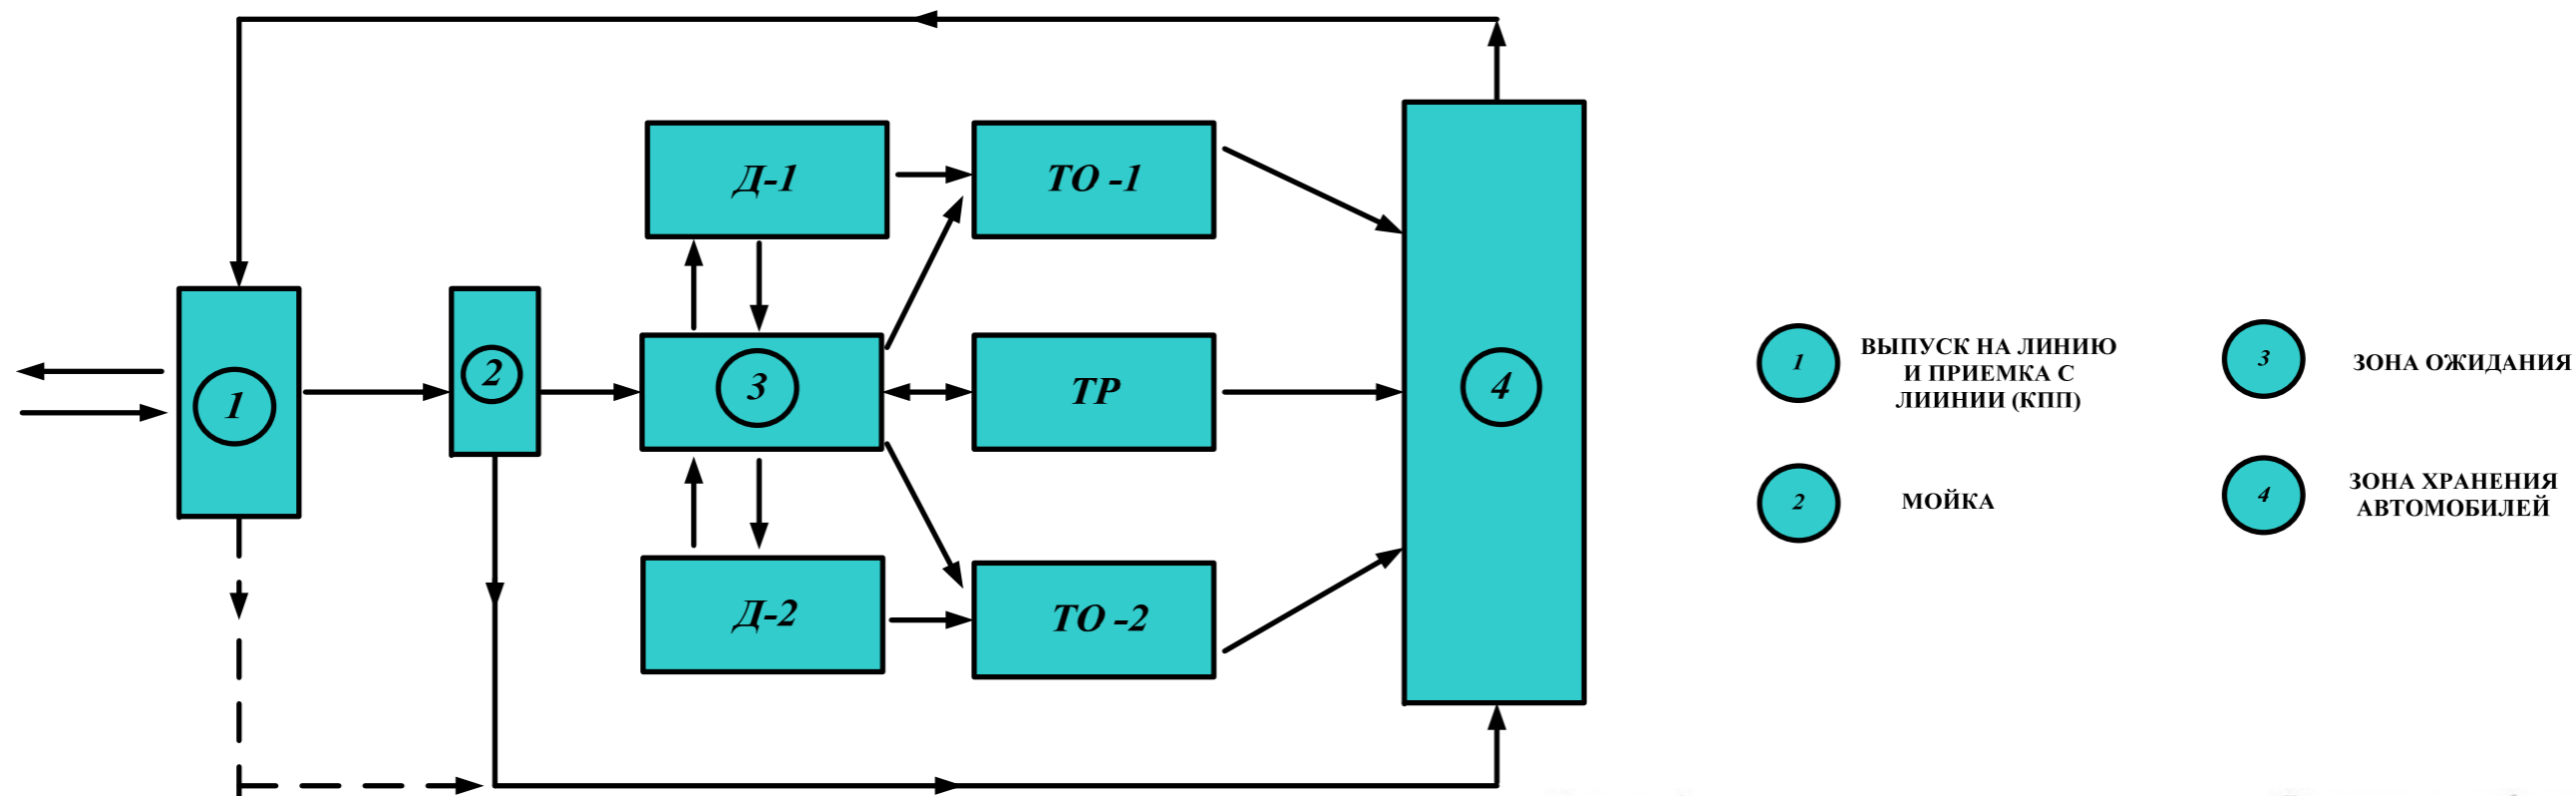 Д-1
ТО -1
1
2
3
ТР
4
Д-2
ТО -2
1
ВЫПУСК НА ЛИНИЮ
И ПРИЕМКА С
ЛИИНИИ (КПП)
2
МОЙКА
3
ЗОНА ОЖИДАНИЯ
4
ЗОНА ХРАНЕНИЯ
АВТОМОБИЛЕЙ